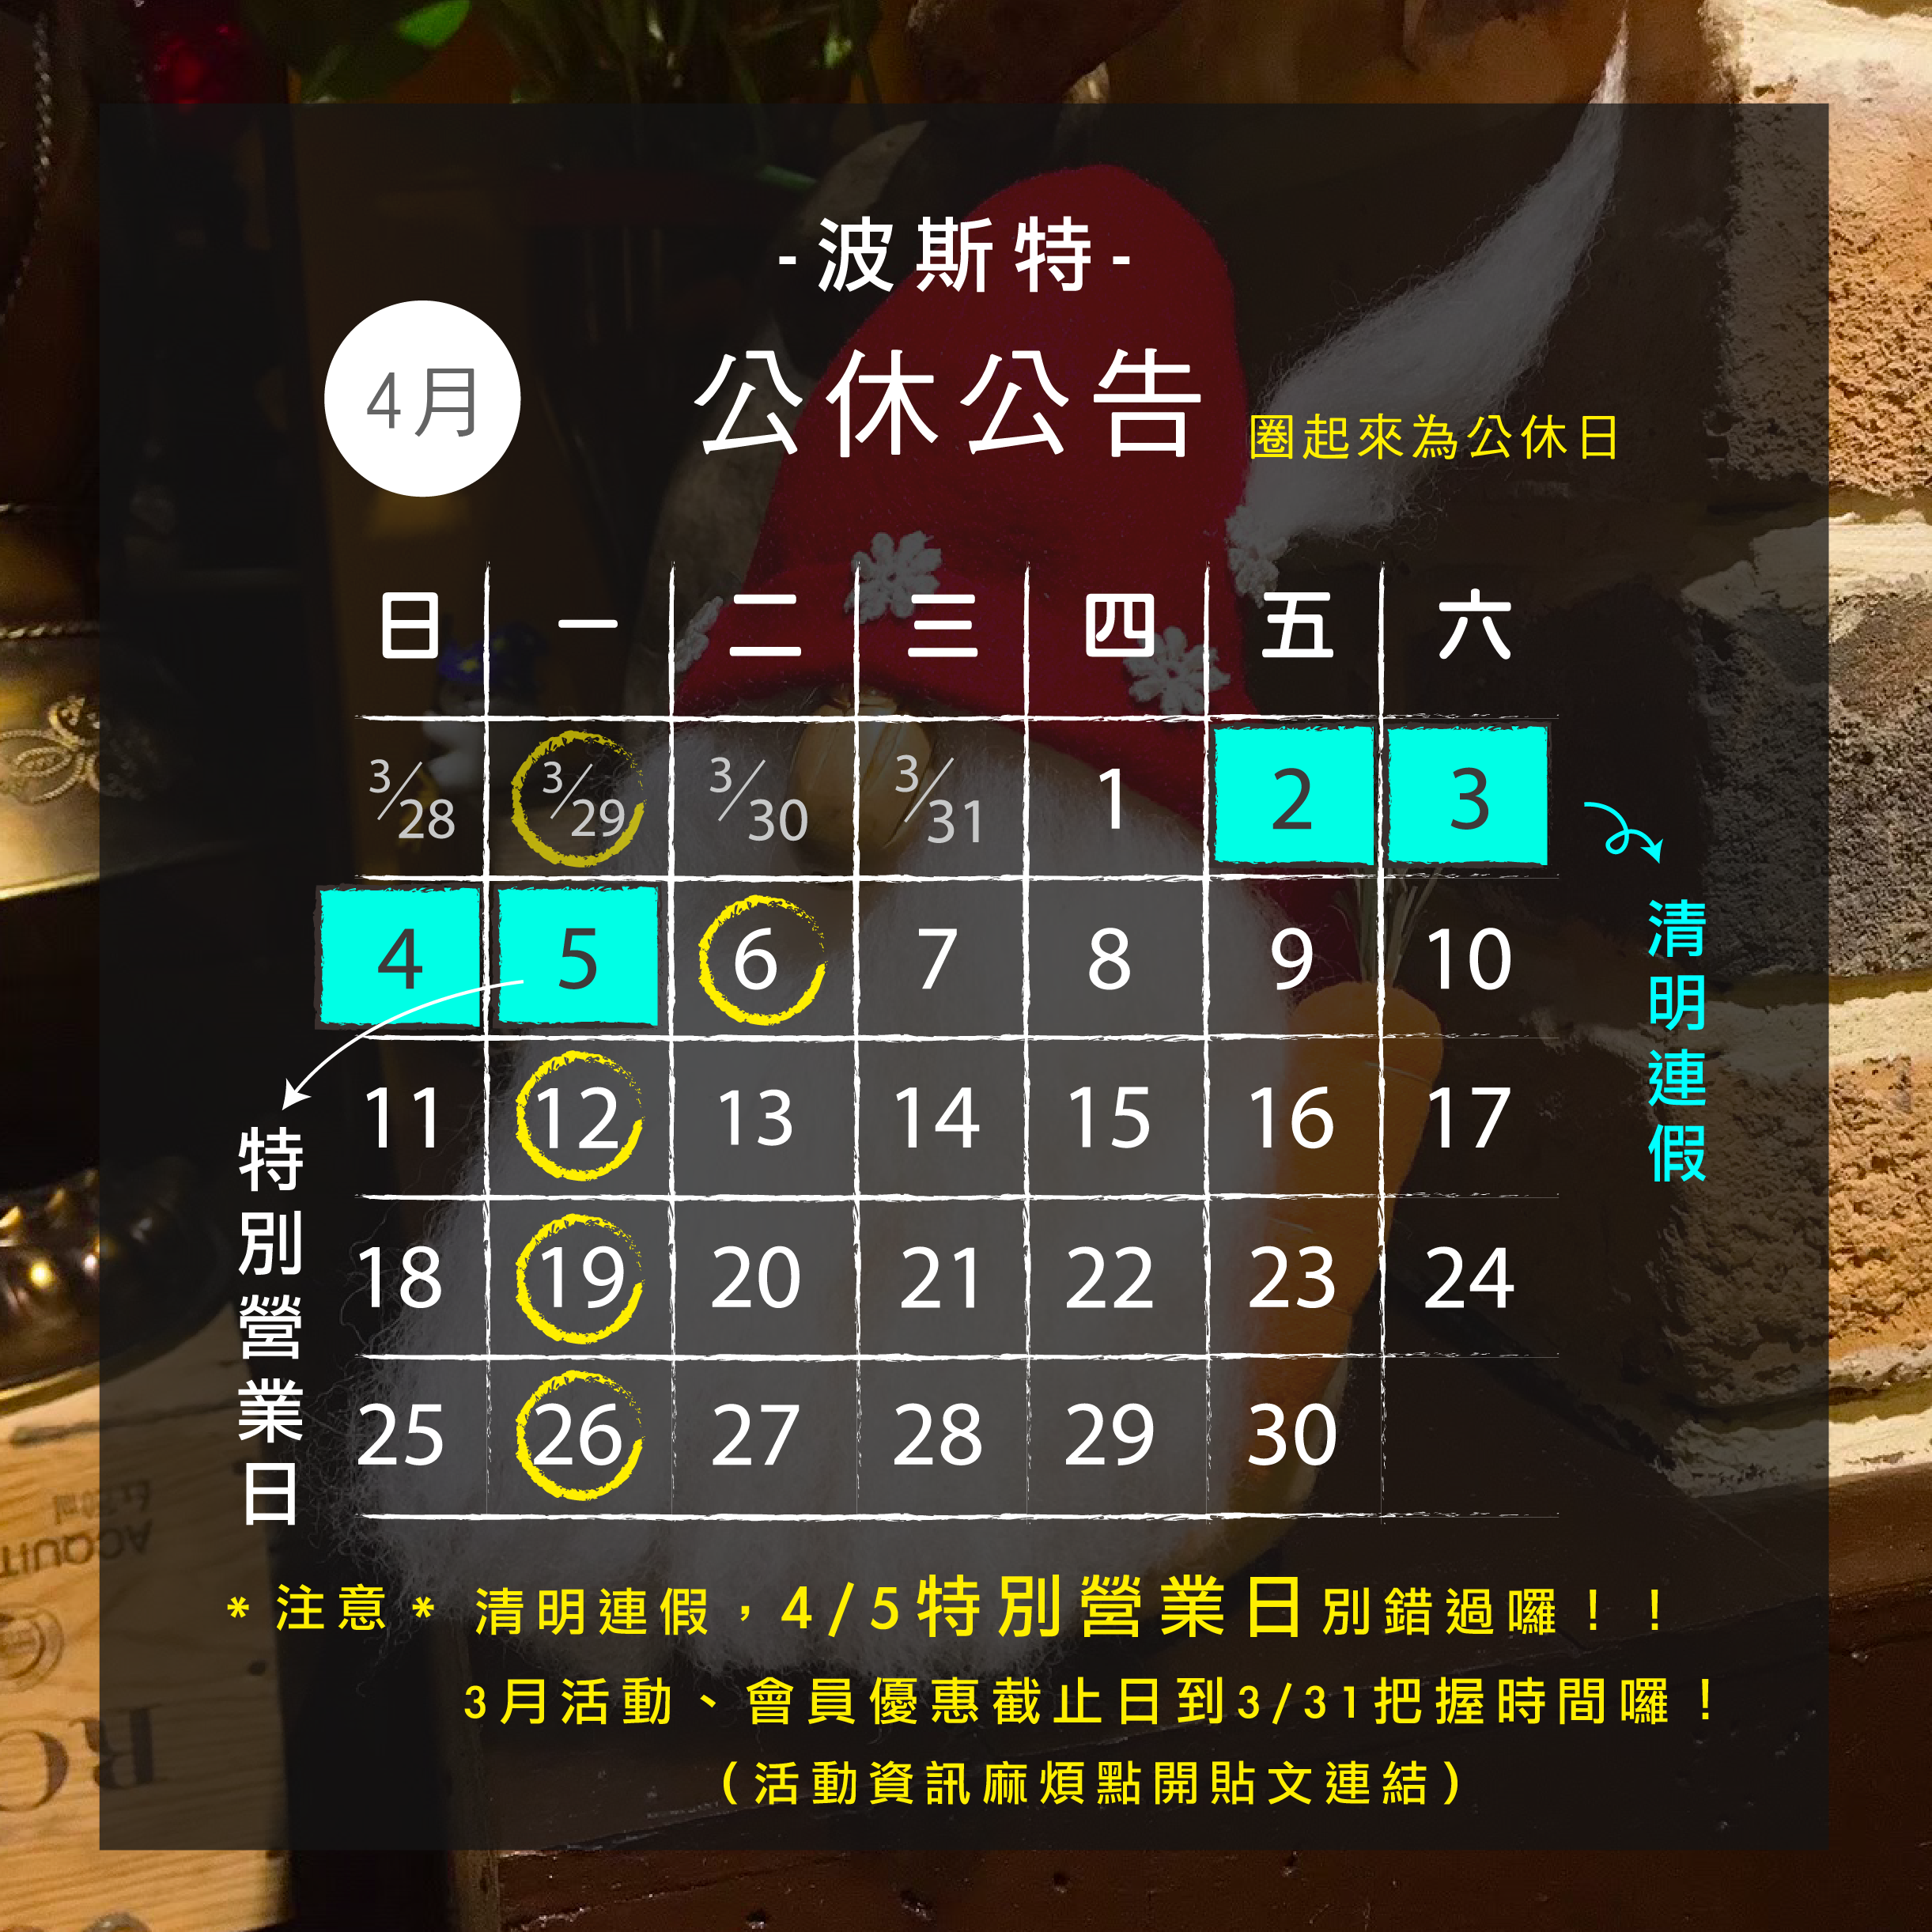 -波斯特-
4月
公休公告 圈起來為公休日
日 一 二 三 四 五 六
3/28 3/29 3/30 3/31 1 2 3
4 5 6 7 8 9 10
11 12 13 14 15 16 17
18 19 20 21 22 23 24
25 26 27 28 29 30
清明連假
特別營業日
*注意* 清明連假，4/5特別營業日別錯過囉！！
3月活動、會員優惠截止日到3/31把握時間囉！
(活動資訊麻煩點開貼文連結)